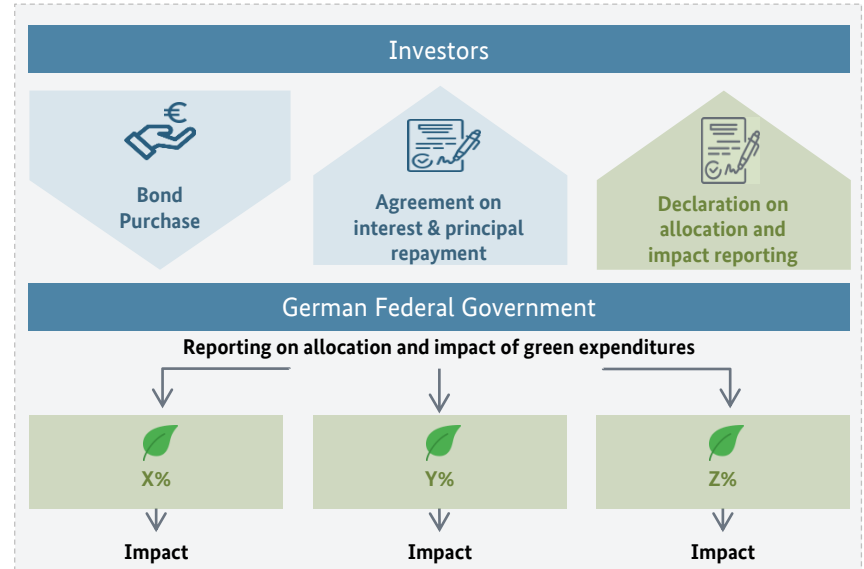 Investors
€
Bond
Purchase
Agreement on
interest & principal
repayment
Declaration on
allocation and
impact reporting
German Federal Government
Reporting on allocation and impact of green expenditures
X%
Y%
Z%
Impact
Impact
Impact